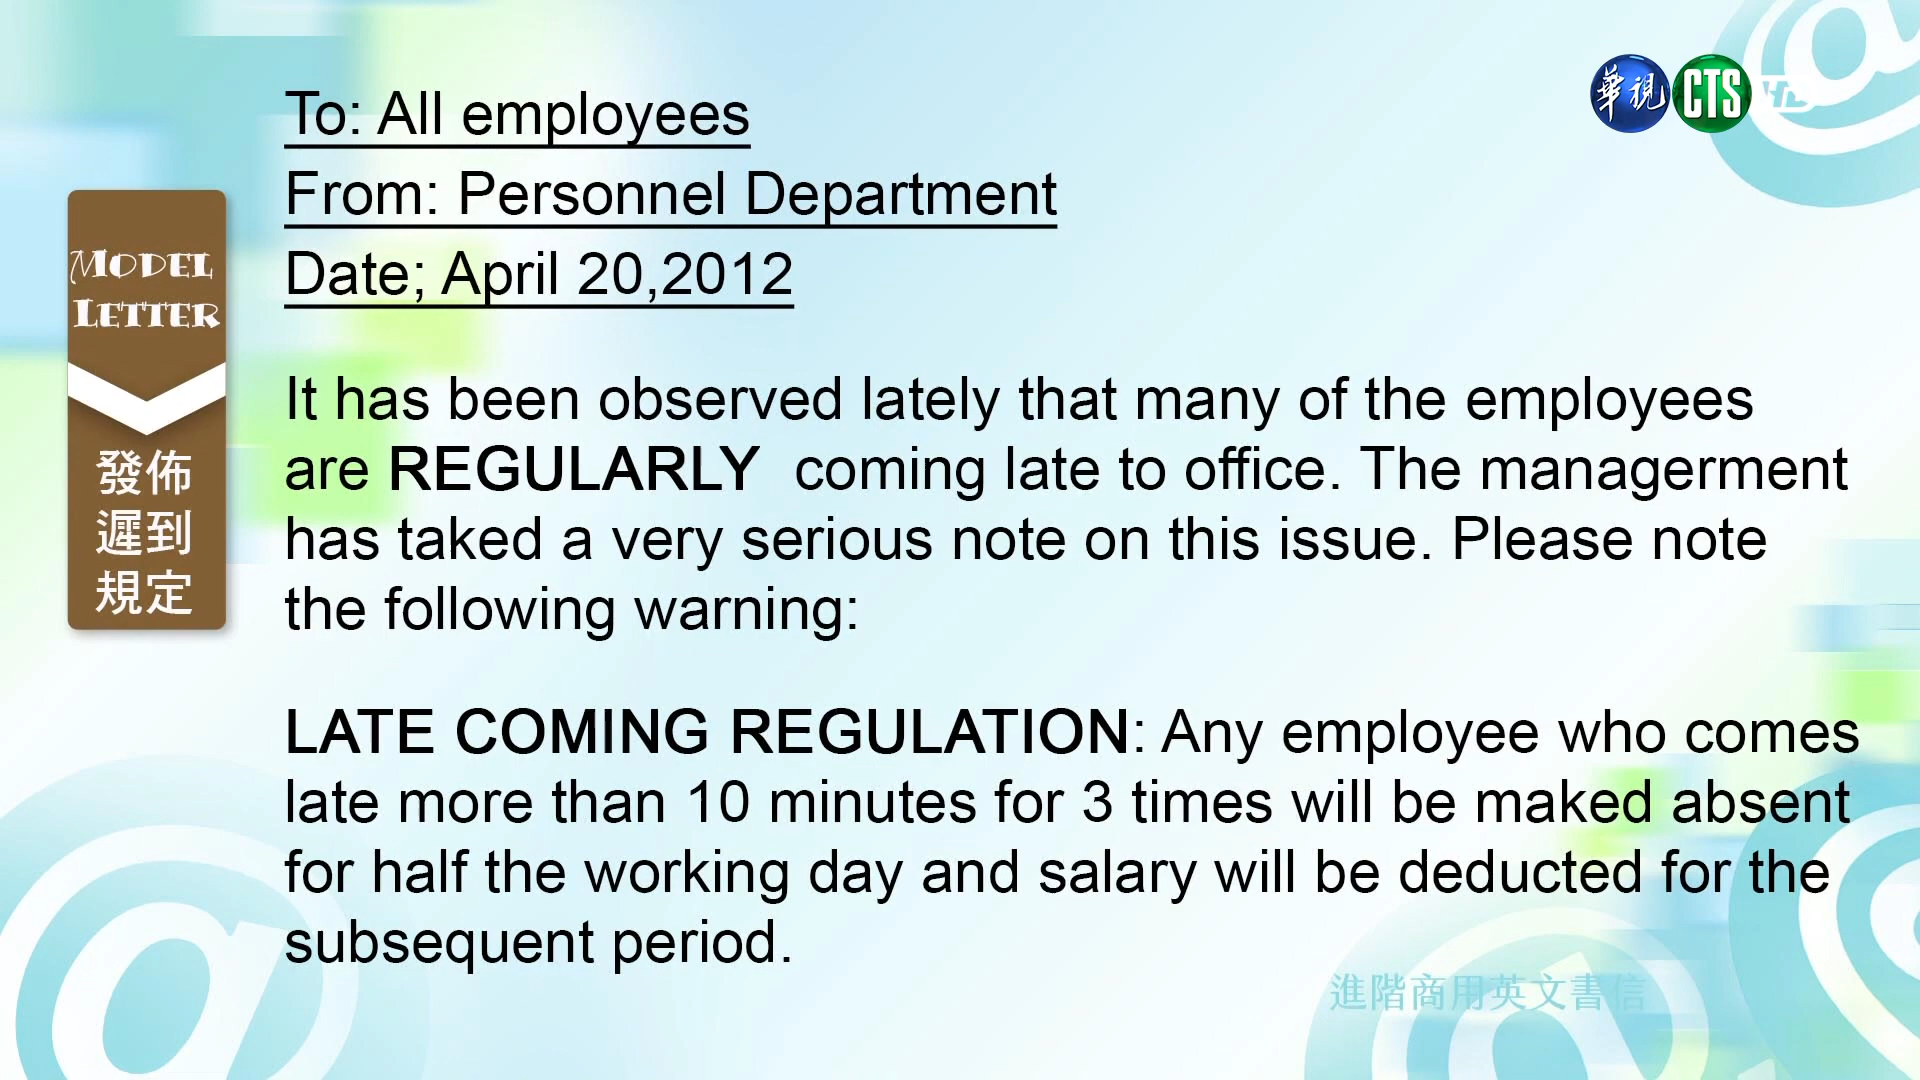 華視 CTS HD
To: All employees
From: Personnel Department
Date; April 20,2012
MODEL
LETTER
發佈
遲到
規定
It has been observed lately that many of the employees
are REGULARLY coming late to office. The managerment
has taked a very serious note on this issue. Please note
the following warning:
LATE COMING REGULATION: Any employee who comes
late more than 10 minutes for 3 times will be maked absent
for half the working day and salary will be deducted for the
subsequent period.
進階商用英文書信